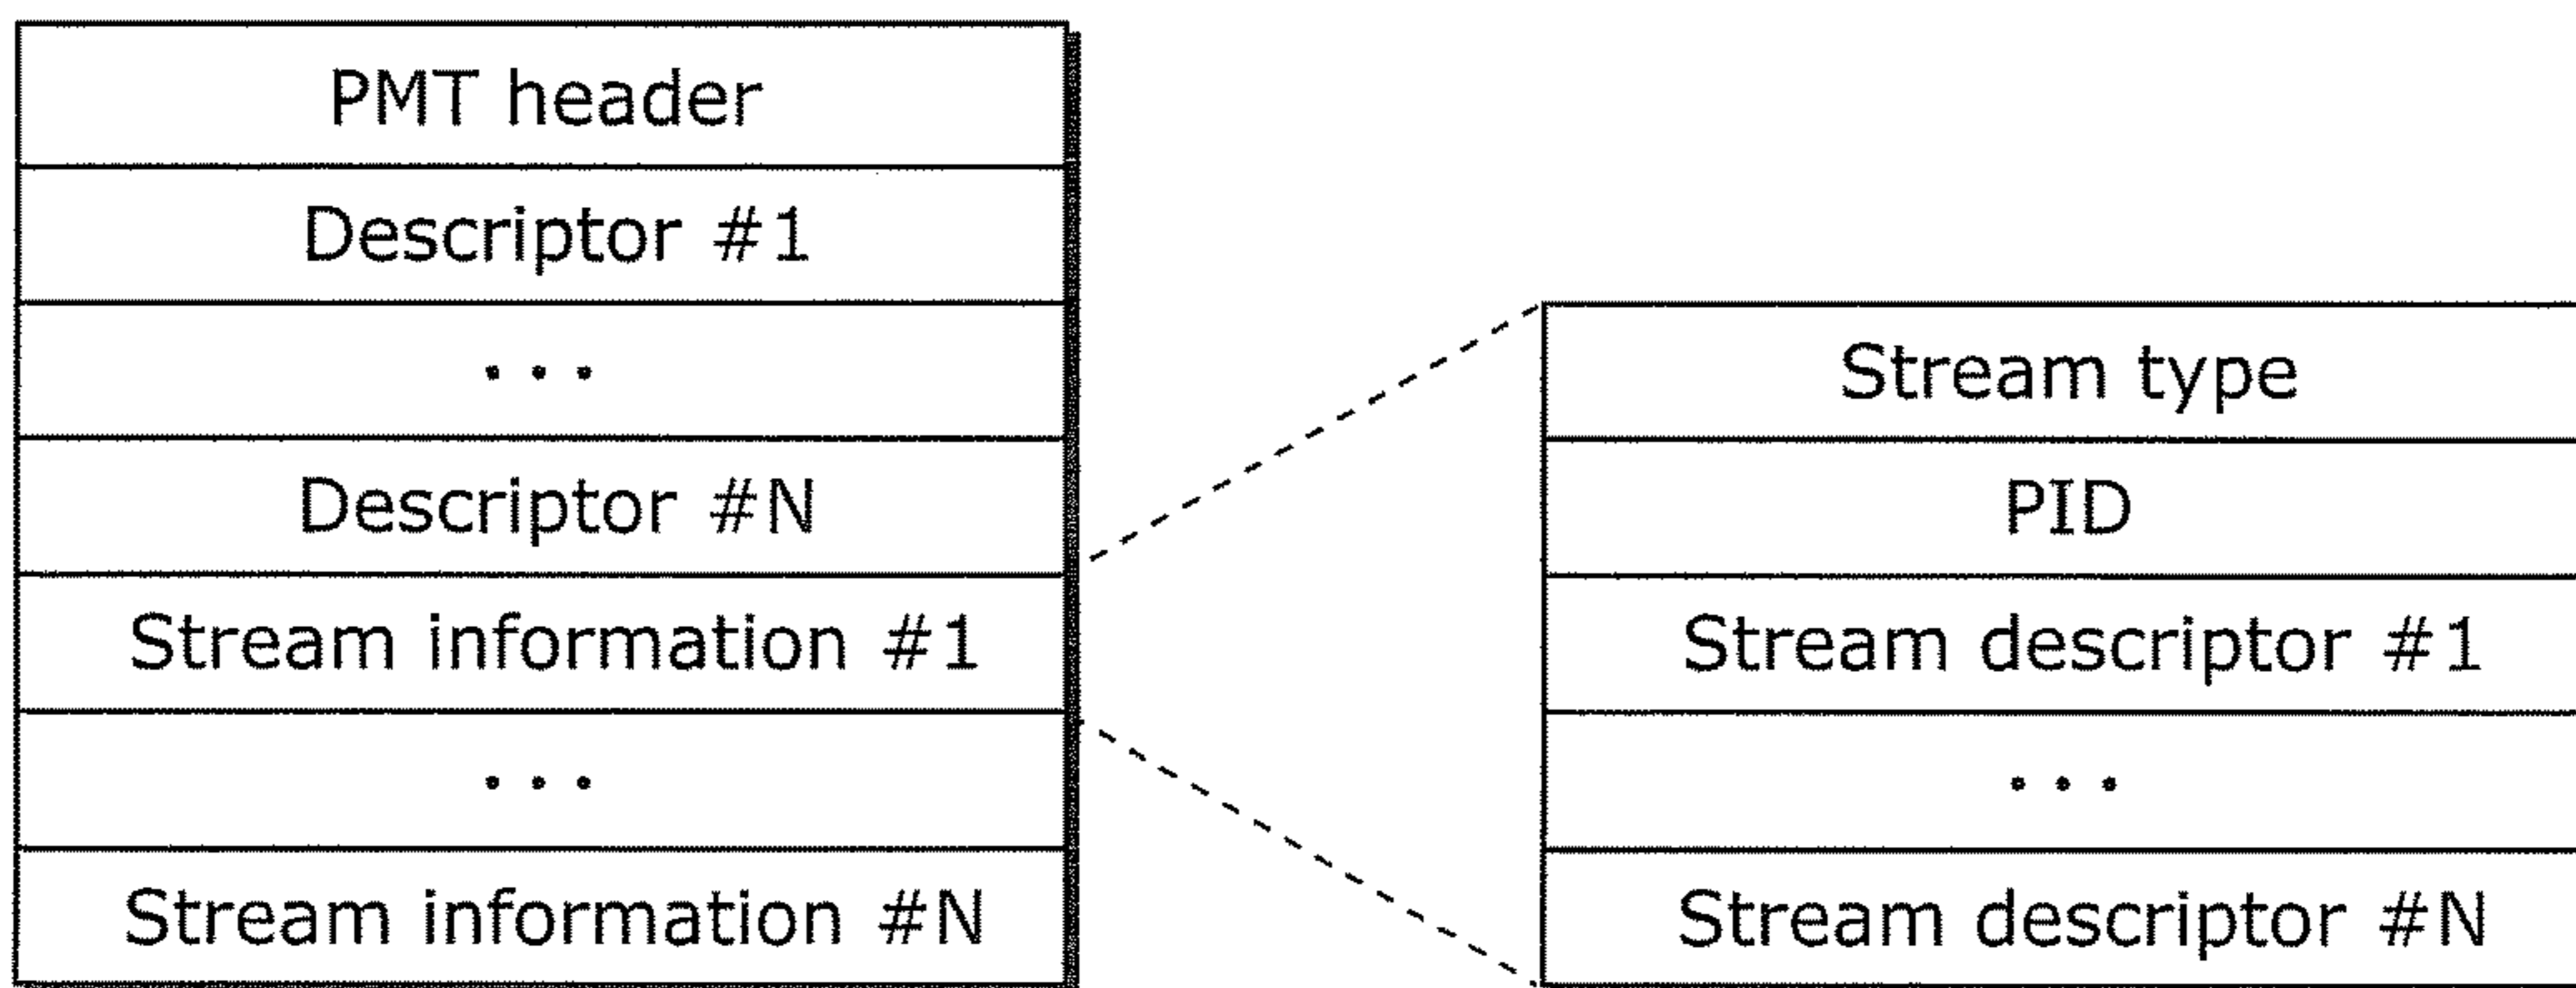 PMT header
Descriptor #1
...
Descriptor #N
Stream information #1
...
Stream information #N
Stream type
PID
Stream descriptor #1
...
Stream descriptor #N